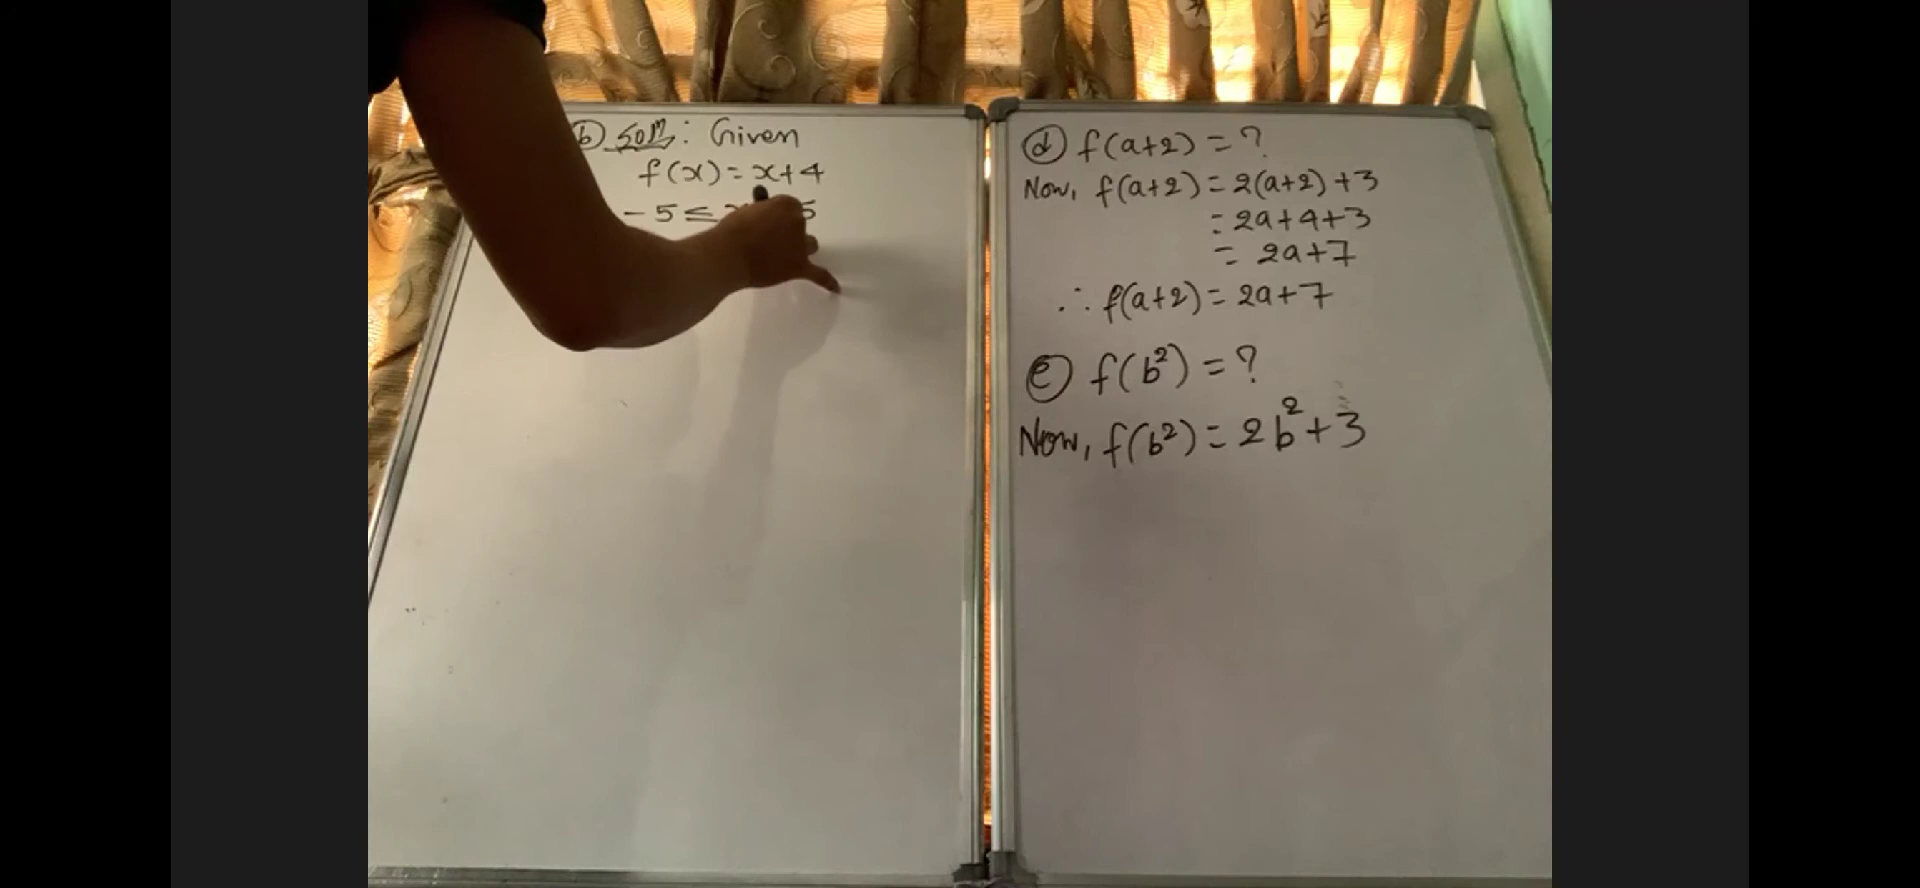 ⓑ Solⁿ: Given
f(x) = x+4
-5 ≤ 5
ⓓ f(a+2) = ?
Now, f(a+2) = 2(a+2)+3
= 2a+4+3
= 2a+7
∴ f(a+2) = 2a+7
ⓔ f(b²) = ?
Now, f(b²) = 2b²+3